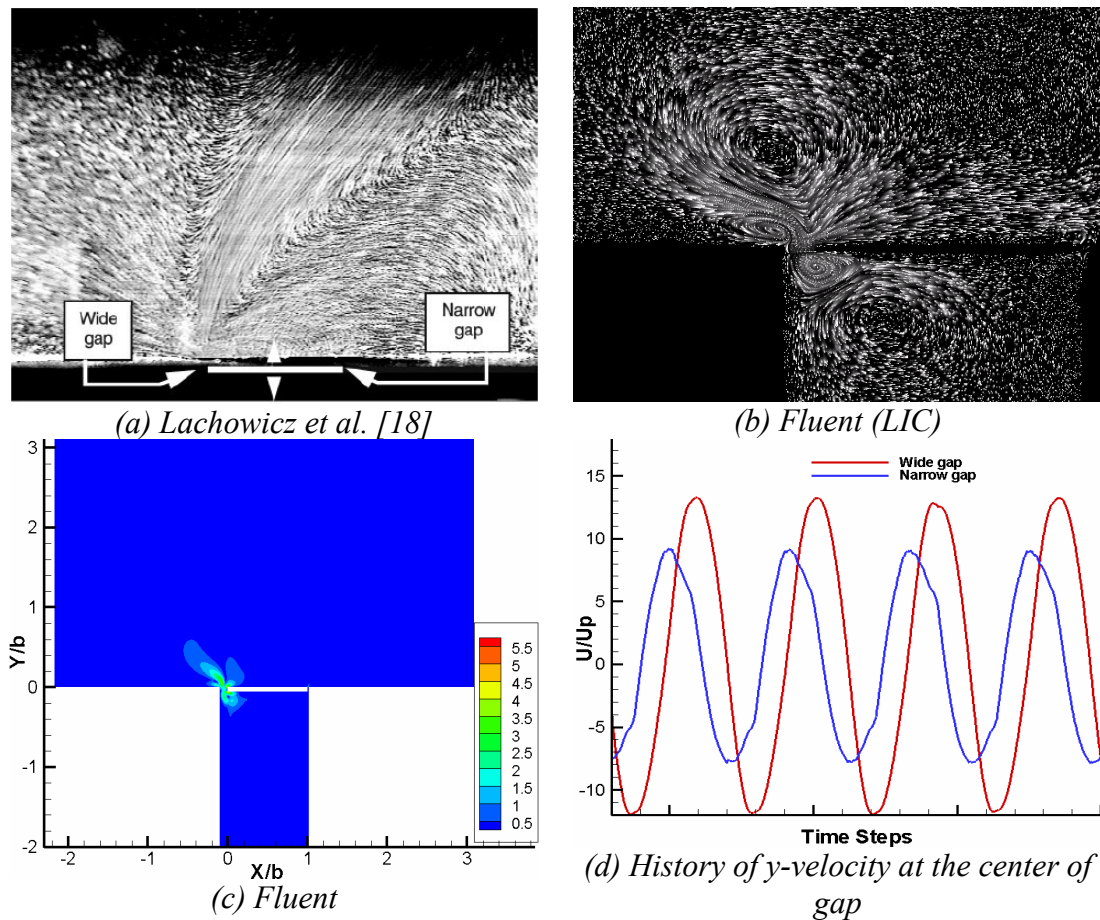 Wide
gap
Narrow
gap
(a) Lachowicz et al. [18]
(b) Fluent (LIC)
3
2
1
0
-1
-2
Y/b
-2
-1
0
1
2
3
X/b
5.5
5
4.5
4
3.5
3
2.5
2
1.5
1
0.5
(c) Fluent
Wide gap
Narrow gap
15
10
5
0
-5
-10
U/Up
Time Steps
(d) History of y-velocity at the center of
gap